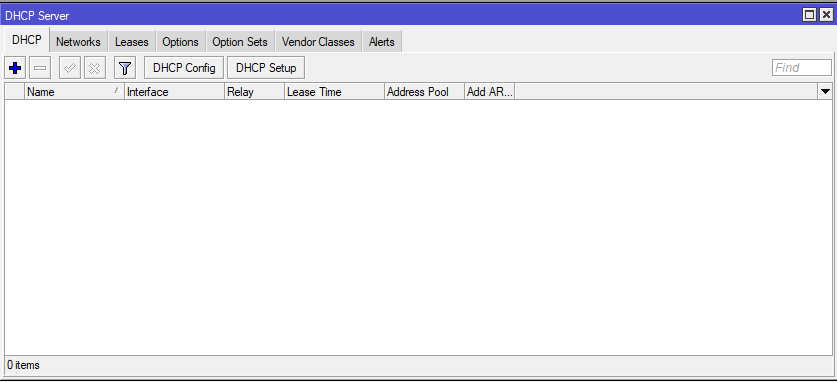 DHCP Server
DHCP Networks Leases Options Option Sets Vendor Classes Alerts
DHCP Config DHCP Setup Find
Name Interface Relay Lease Time Address Pool Add AR...
0 items